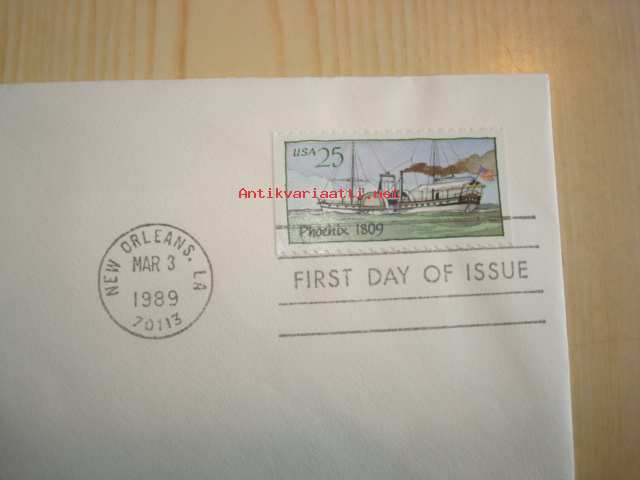 USA 25
Antikvariaatti.net
Phoenix 1809
FIRST DAY OF ISSUE
NEW ORLEANS, LA
MAR 3
1989
70113